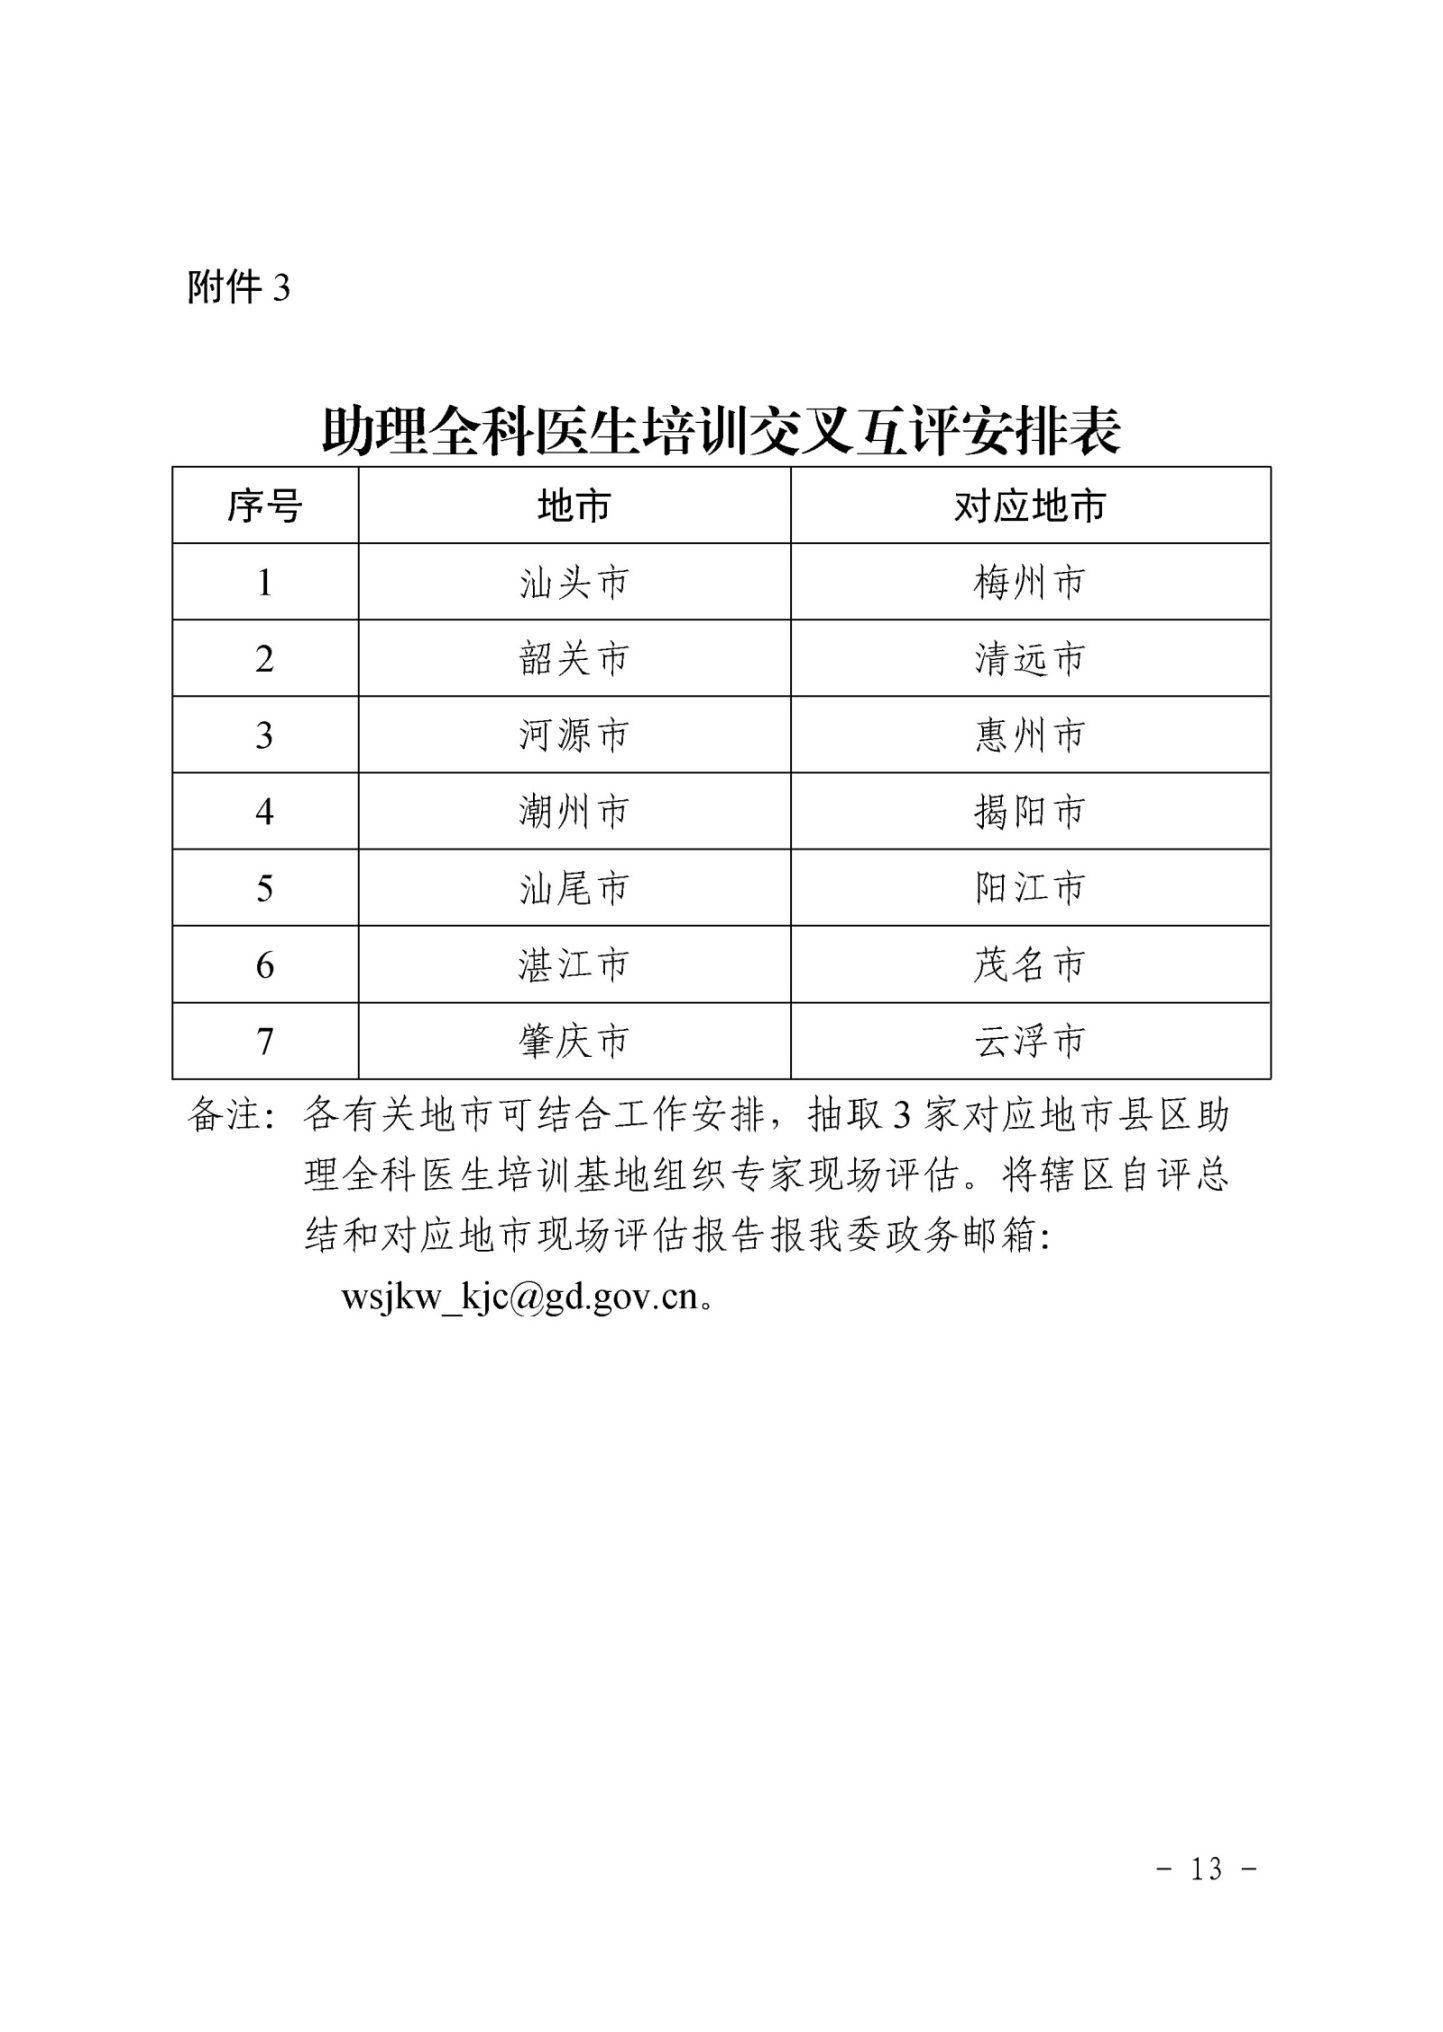 附件 3
助理全科医生培训交叉互评安排表
序号 地市 对应地市
1 汕头市 梅州市
2 韶关市 清远市
3 河源市 惠州市
4 潮州市 揭阳市
5 汕尾市 阳江市
6 湛江市 茂名市
7 肇庆市 云浮市
备注：各有关地市可结合工作安排，抽取 3 家对应地市县区助
理全科医生培训基地组织专家现场评估。将辖区自评总
结和对应地市现场评估报告报我委政务邮箱：
wsjkw_kjc@gd.gov.cn。
- 13 -